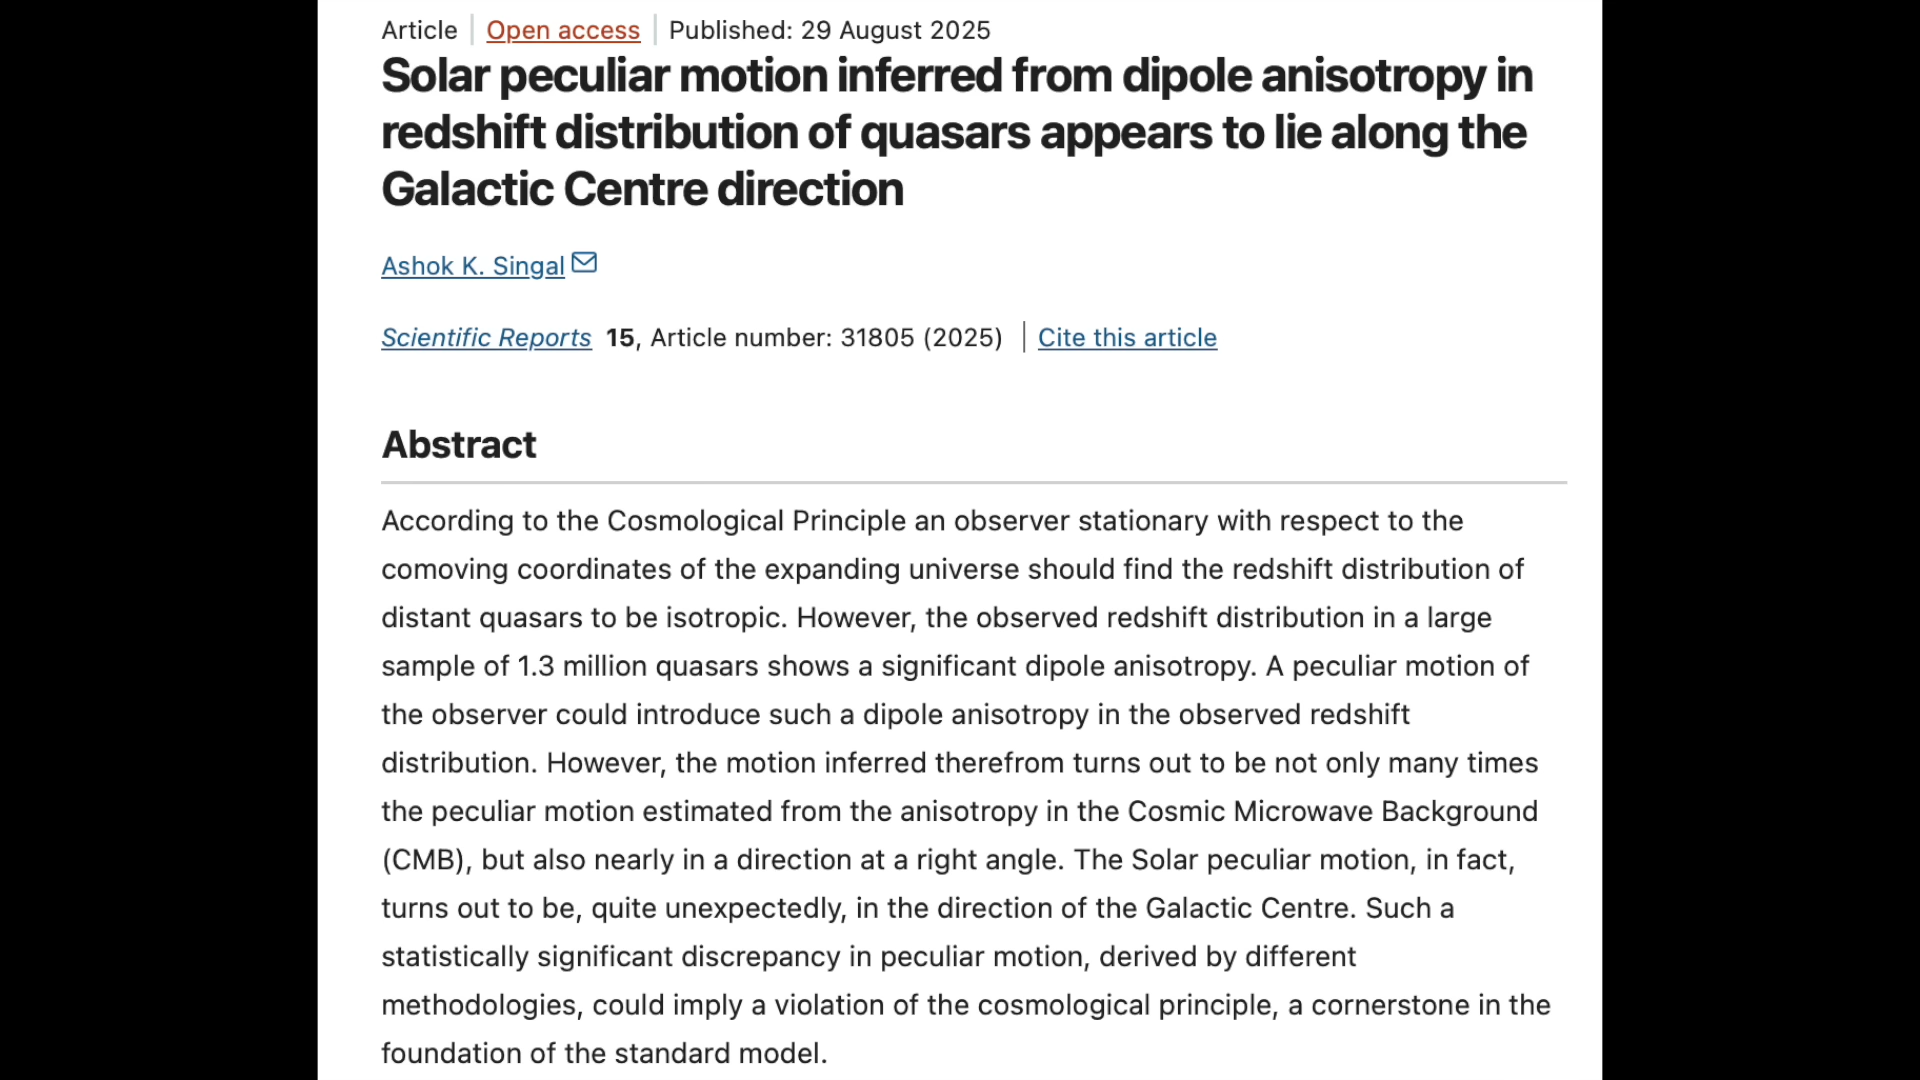 Article | Open access | Published: 29 August 2025
Solar peculiar motion inferred from dipole anisotropy in
redshift distribution of quasars appears to lie along the
Galactic Centre direction
Ashok K. Singal
Scientific Reports 15, Article number: 31805 (2025) | Cite this article
Abstract
According to the Cosmological Principle an observer stationary with respect to the
comoving coordinates of the expanding universe should find the redshift distribution of
distant quasars to be isotropic. However, the observed redshift distribution in a large
sample of 1.3 million quasars shows a significant dipole anisotropy. A peculiar motion of
the observer could introduce such a dipole anisotropy in the observed redshift
distribution. However, the motion inferred therefrom turns out to be not only many times
the peculiar motion estimated from the anisotropy in the Cosmic Microwave Background
(CMB), but also nearly in a direction at a right angle. The Solar peculiar motion, in fact,
turns out to be, quite unexpectedly, in the direction of the Galactic Centre. Such a
statistically significant discrepancy in peculiar motion, derived by different
methodologies, could imply a violation of the cosmological principle, a cornerstone in the
foundation of the standard model.